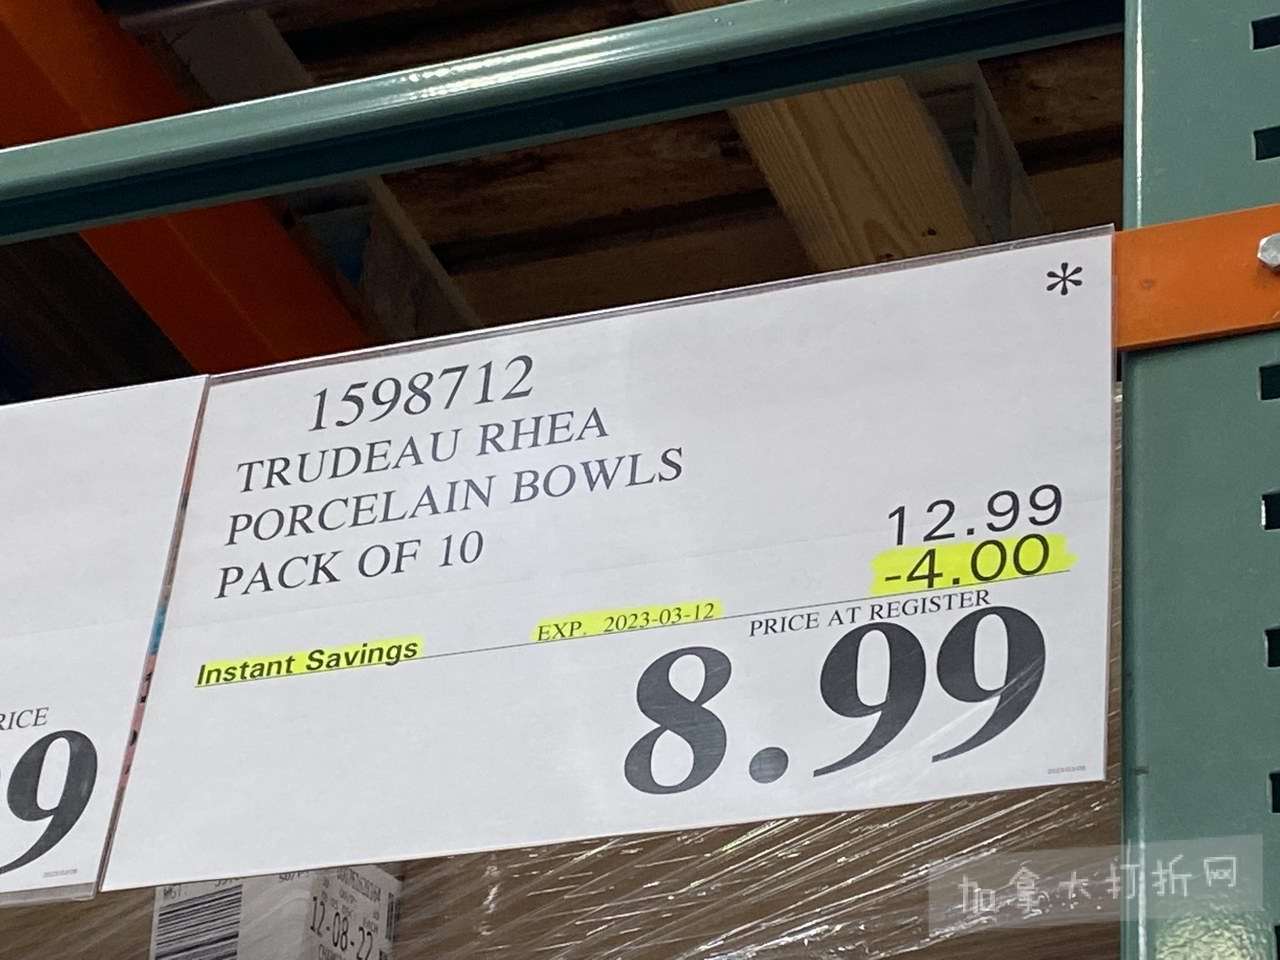 *
1598712
TRUDEAU RHEA
PORCELAIN BOWLS
PACK OF 10
12.99
-4.00
Instant Savings
EXP. 2023-03-12
PRICE AT REGISTER
8.99
RICE
9
12-08-22
加拿大打折网